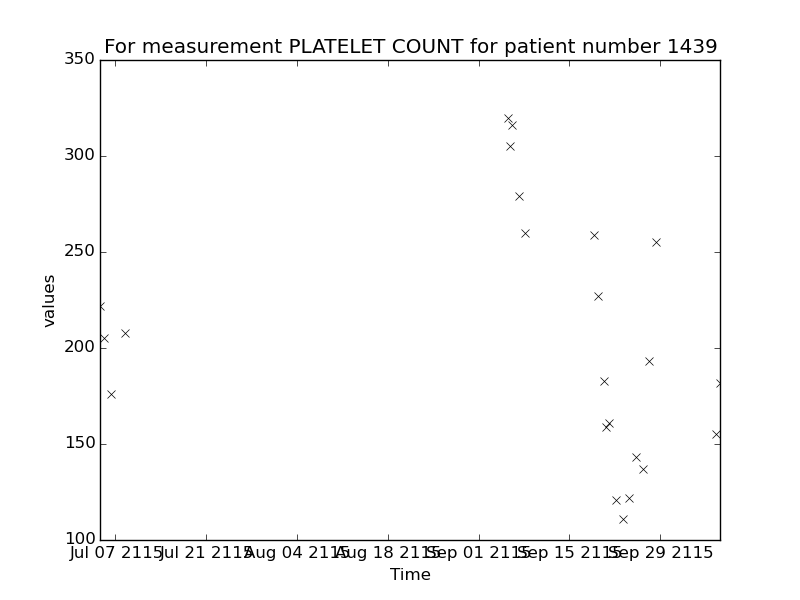 For measurement PLATELET COUNT for patient number 1439
350
300
250
200
150
100
values
Jul 07 2115 Jul 21 2115 Aug 04 2115 Aug 18 2115 Sep 01 2115 Sep 15 2115 Sep 29 2115
Time